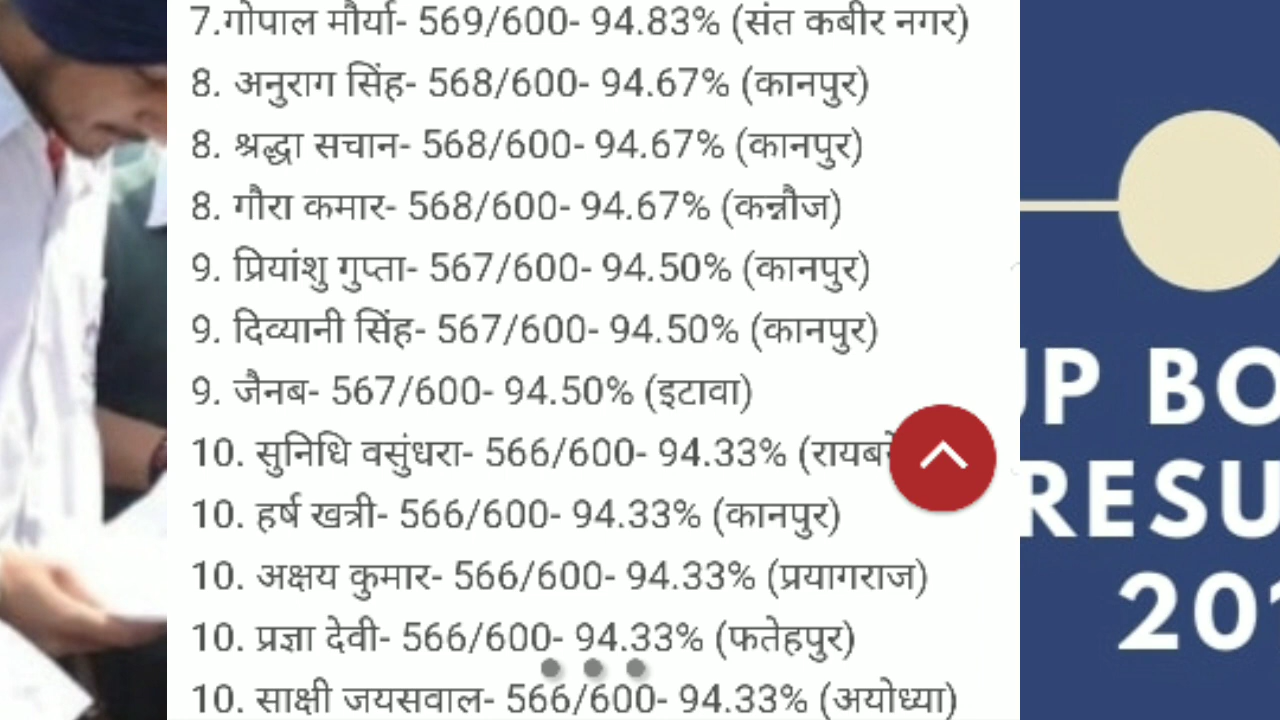 7.गोपाल मौर्या- 569/600- 94.83% (संत कबीर नगर)
8. अनुराग सिंह- 568/600- 94.67% (कानपुर)
8. श्रद्धा सचान- 568/600- 94.67% (कानपुर)
8. गौरा कमार- 568/600- 94.67% (कन्नौज)
9. प्रियांशु गुप्ता- 567/600- 94.50% (कानपुर)
9. दिव्यानी सिंह- 567/600- 94.50% (कानपुर)
9. जैनब- 567/600- 94.50% (इटावा)
10. सुनिधि वसुंधरा- 566/600- 94.33%
10. हर्ष खत्री- 566/600- 94.33% (कानपुर)
10. अक्षय कुमार- 566/600- 94.33% (प्रयागराज)
10. प्रज्ञा देवी- 566/600- 94.33% (फतेहपुर)
10. साक्षी जयसवाल- 566/600- 94.33% (अयोध्या)
UP BO
RESU
201